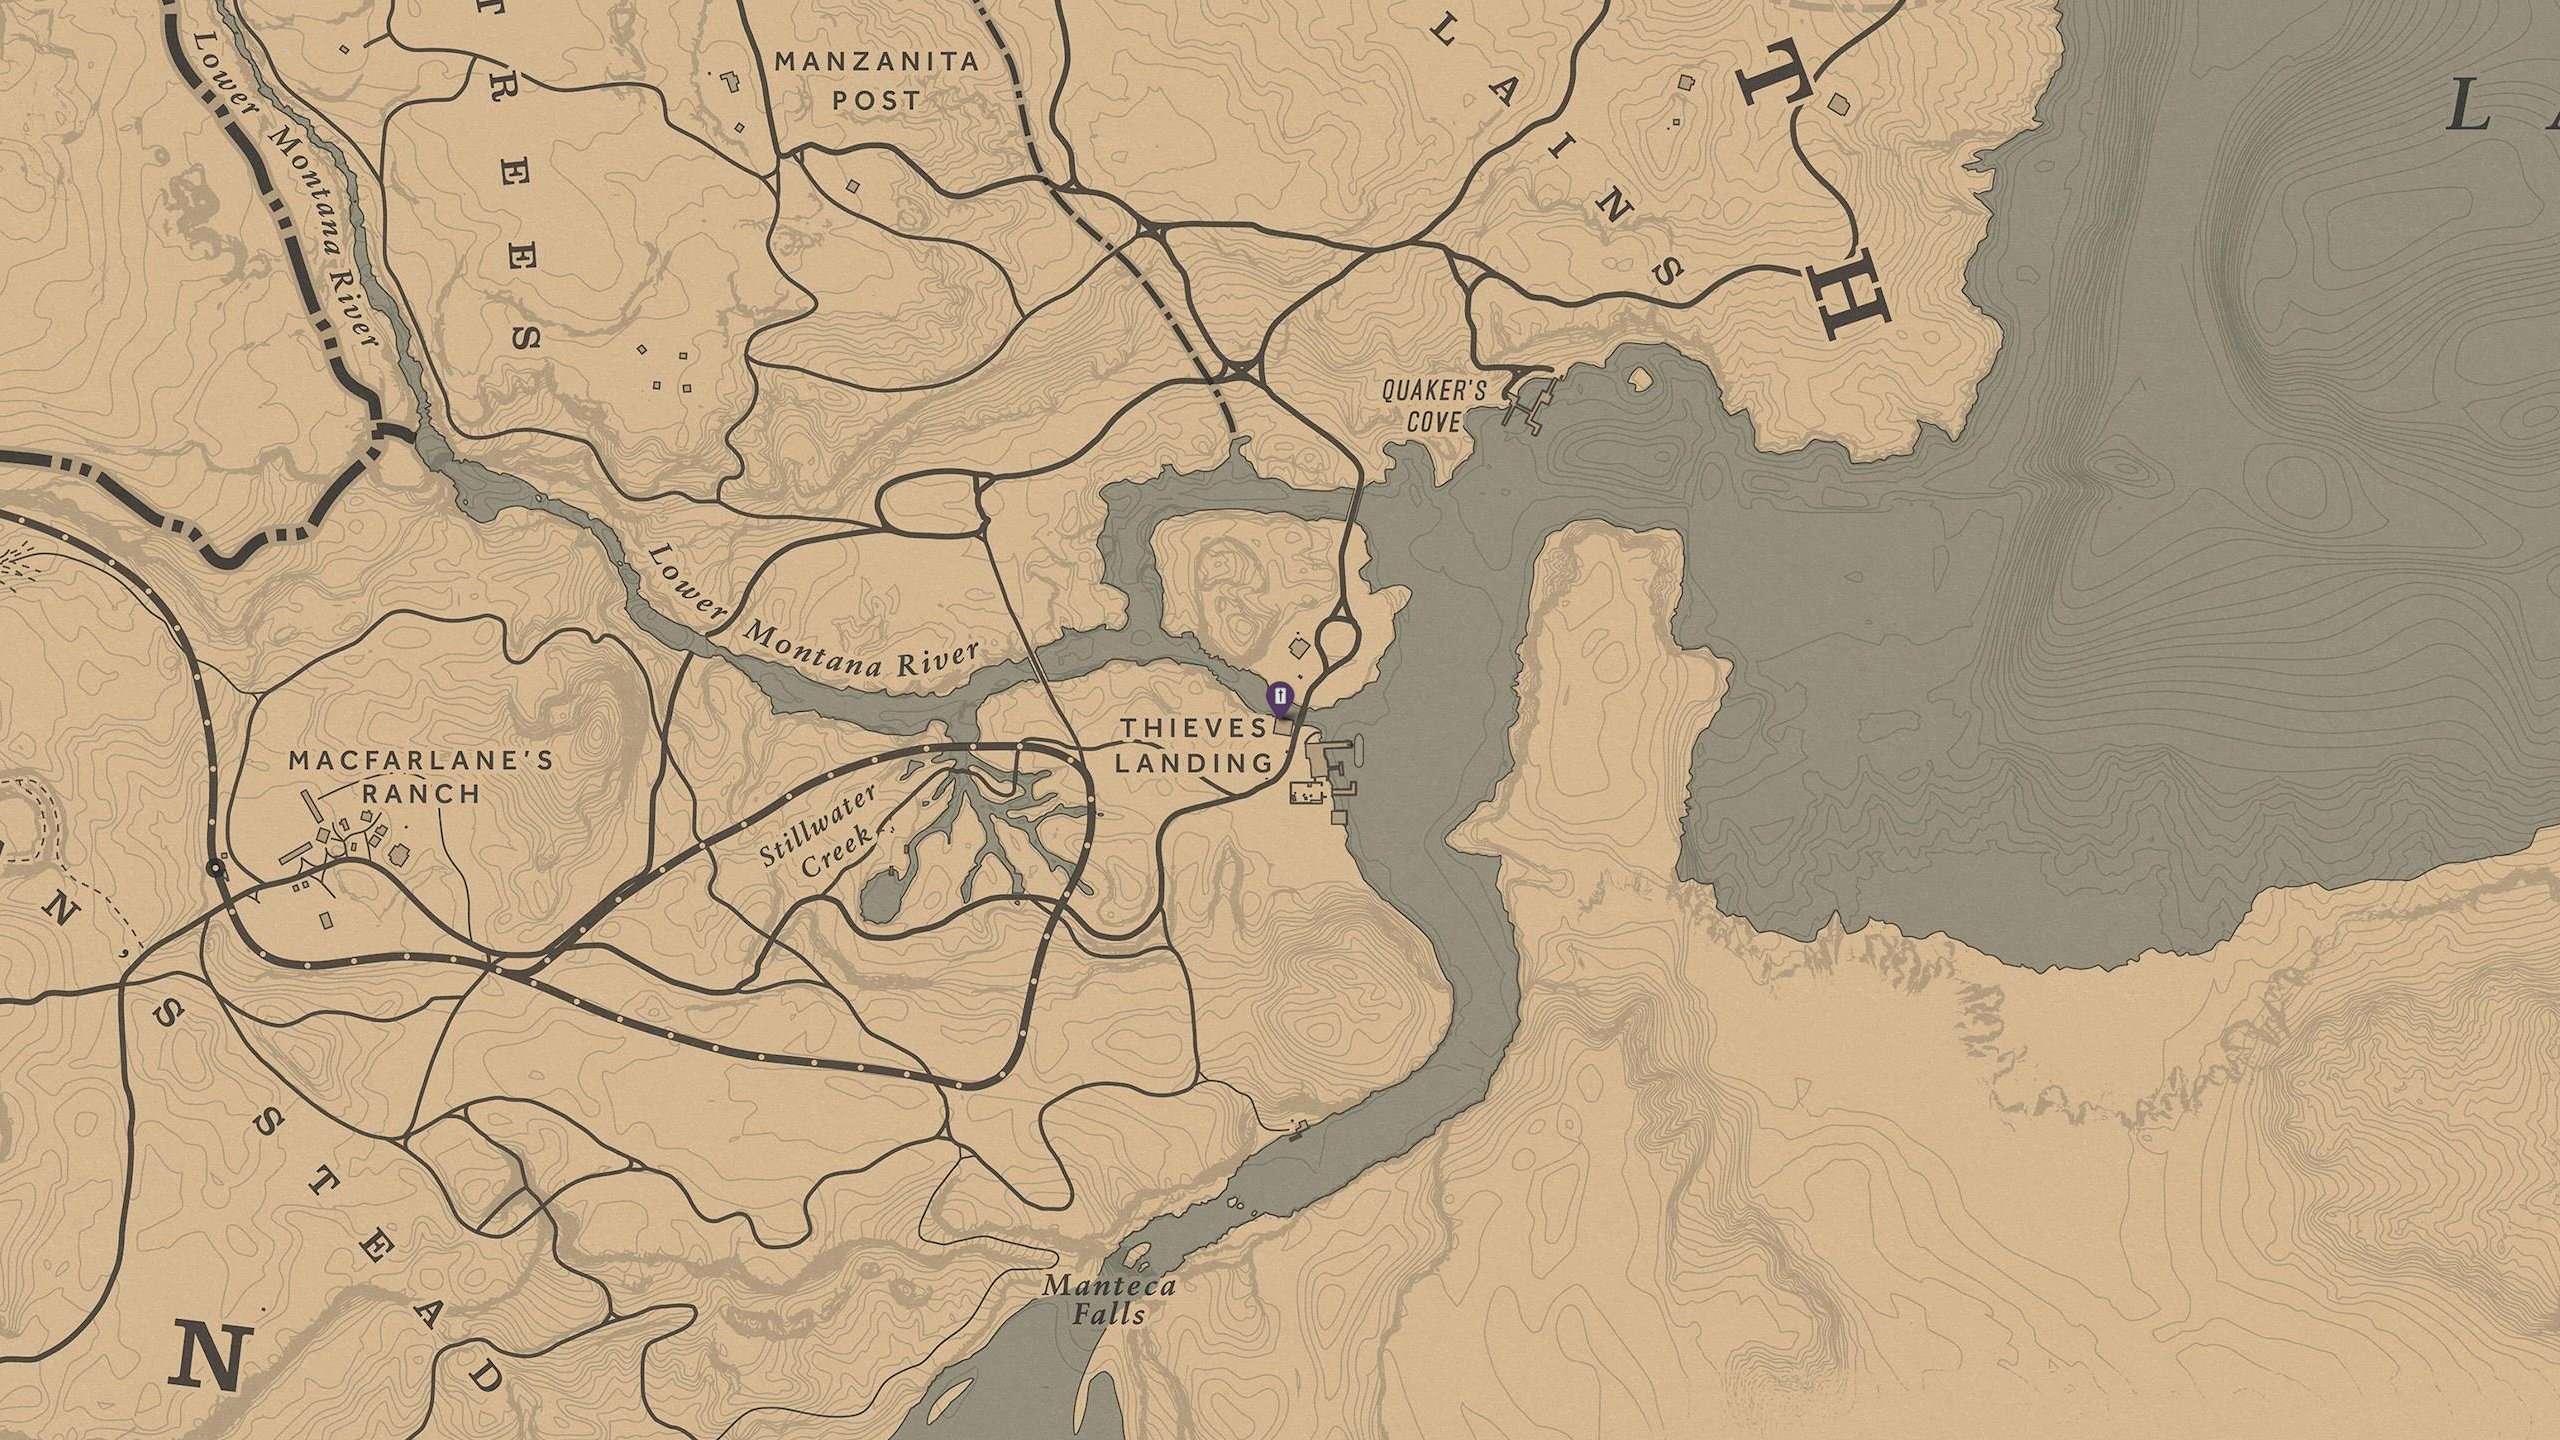 MANZANITA
POST
Lower Montana River
T
R
E
E
S
L
A
I
N
S
T
H
L A
QUAKER'S
COVE
Lower Montana River
THIEVES
LANDING
MACFARLANE'S
RANCH
Stillwater
Creek
N
'
S
S
T
E
A
D
N
Manteca
Falls